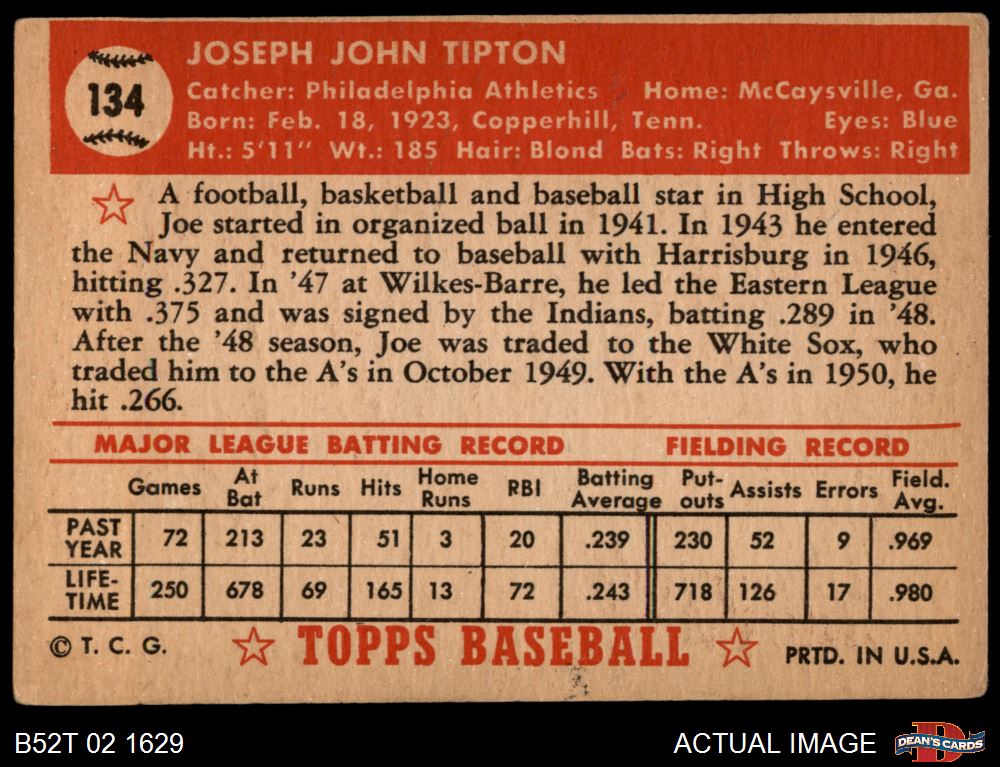 134
JOSEPH JOHN TIPTON
Catcher: Philadelphia Athletics Home: McCaysville, Ga.
Born: Feb. 18, 1923, Copperhill, Tenn. Eyes: Blue
Ht.: 5'11" Wt.: 185 Hair: Blond Bats: Right Throws: Right
A football, basketball and baseball star in High School,
Joe started in organized ball in 1941. In 1943 he entered
the Navy and returned to baseball with Harrisburg in 1946,
hitting .327. In '47 at Wilkes-Barre, he led the Eastern League
with .375 and was signed by the Indians, batting .289 in '48.
After the '48 season, Joe was traded to the White Sox, who
traded him to the A's in October 1949. With the A's in 1950, he
hit .266.
MAJOR LEAGUE BATTING RECORD FIELDING RECORD
Games At Bat Runs Hits Home Runs RBI Batting Average Put-outs Assists Errors Field. Avg.
PAST YEAR 72 213 23 51 3 20 .239 230 52 9 .969
LIFE-TIME 250 678 69 165 13 72 .243 718 126 17 .980
© T. C. G. TOPPS BASEBALL PRTD. IN U.S.A.
B52T 02 1629 ACTUAL IMAGE DEAN'S CARDS